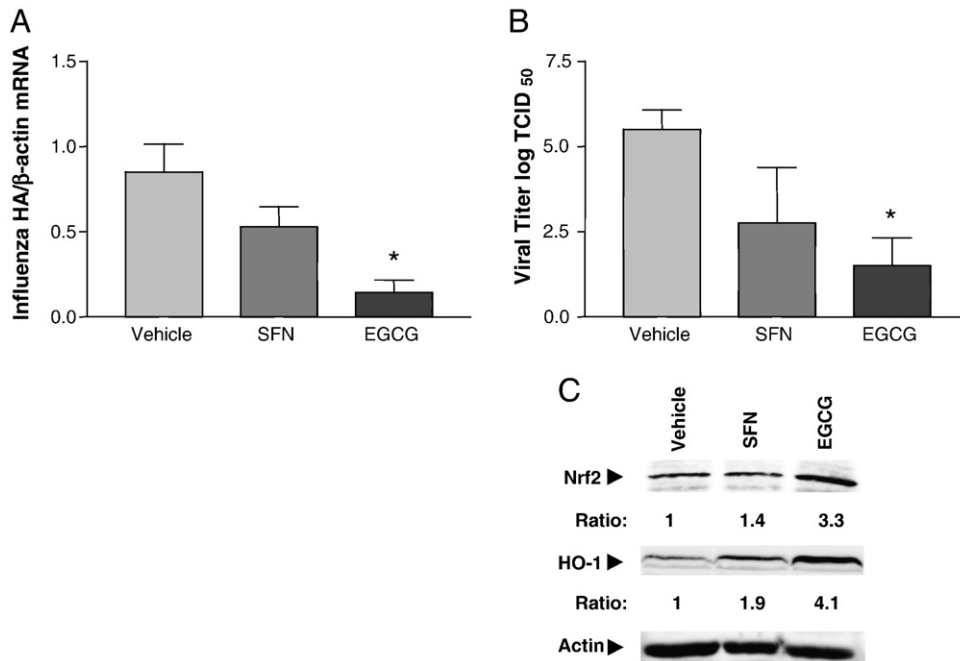 A
Influenza HA/β-actin mRNA
1.5
1.0
0.5
0.0
*
Vehicle SFN EGCG
B
Viral Titer log TCID 50
7.5
5.0
2.5
0.0
*
Vehicle SFN EGCG
C
Vehicle SFN EGCG
Nrf2
Ratio: 1 1.4 3.3
HO-1
Ratio: 1 1.9 4.1
Actin